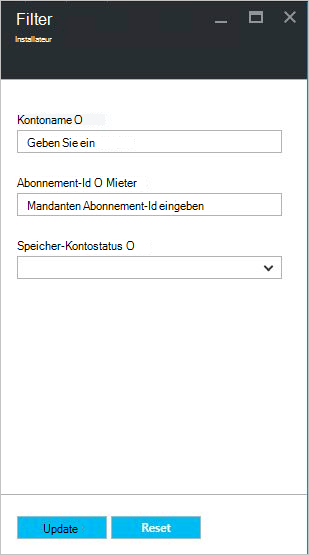 Filter
Installateur
Kontoname O
Geben Sie ein
Abonnement-Id O Mieter
Mandanten Abonnement-Id eingeben
Speicher-Kontostatus O
Update
Reset